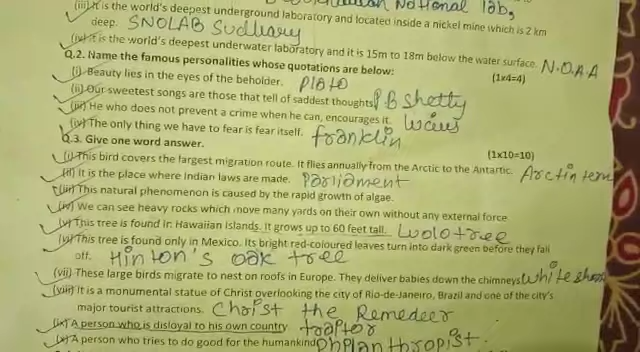 National lab,
(iii) It is the world's deepest underground laboratory and located inside a nickel mine which is 2 km
deep. SNOLAB Sudbury
(iv) It is the world's deepest underwater laboratory and it is 15m to 18m below the water surface. N.O.A.A
Q.2. Name the famous personalities whose quotations are below: (1x4=4)
(i) Beauty lies in the eyes of the beholder. Plato
(ii) Our sweetest songs are those that tell of saddest thoughts P B Shetty
(iii) He who does not prevent a crime when he can, encourages it. Lucius
(iv) The only thing we have to fear is fear itself. franklin
Q.3. Give one word answer. (1x10=10)
(i) This bird covers the largest migration route. It flies annually from the Arctic to the Antartic. Arctin tern
(ii) It is the place where Indian laws are made. Parliament
(iii) This natural phenomenon is caused by the rapid growth of algae.
(iv) We can see heavy rocks which move many yards on their own without any external force
(v) This tree is found in Hawaiian Islands. It grows up to 60 feet tall. Lulo tree
(vi) This tree is found only in Mexico. Its bright red-coloured leaves turn into dark green before they fall
off. Hinton's oak tree
(vii) These large birds migrate to nest on roofs in Europe. They deliver babies down the chimneys white
(viii) It is a monumental statue of Christ overlooking the city of Rio-de-Janeiro, Brazil and one of the city's
major tourist attractions. Christ the Remedeer
(ix) A person who is disloyal to his own country traptor
(x) A person who tries to do good for the humankind Phplanthropist.